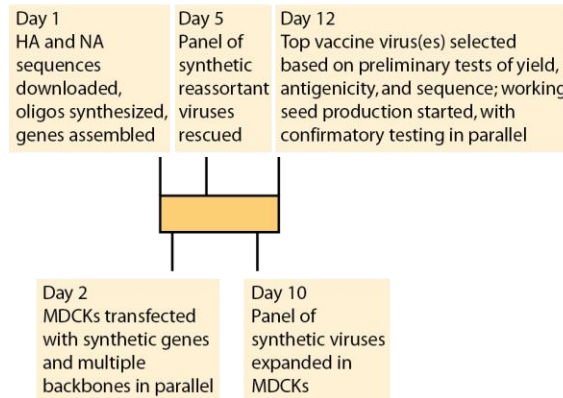 Day 1
HA and NA
sequences
downloaded,
oligos synthesized,
genes assembled
Day 5
Panel of
synthetic
reassortant
viruses
rescued
Day 12
Top vaccine virus(es) selected
based on preliminary tests of yield,
antigenicity, and sequence; working
seed production started, with
confirmatory testing in parallel
Day 2
MDCKs transfected
with synthetic genes
and multiple
backbones in parallel
Day 10
Panel of
synthetic viruses
expanded in
MDCKs